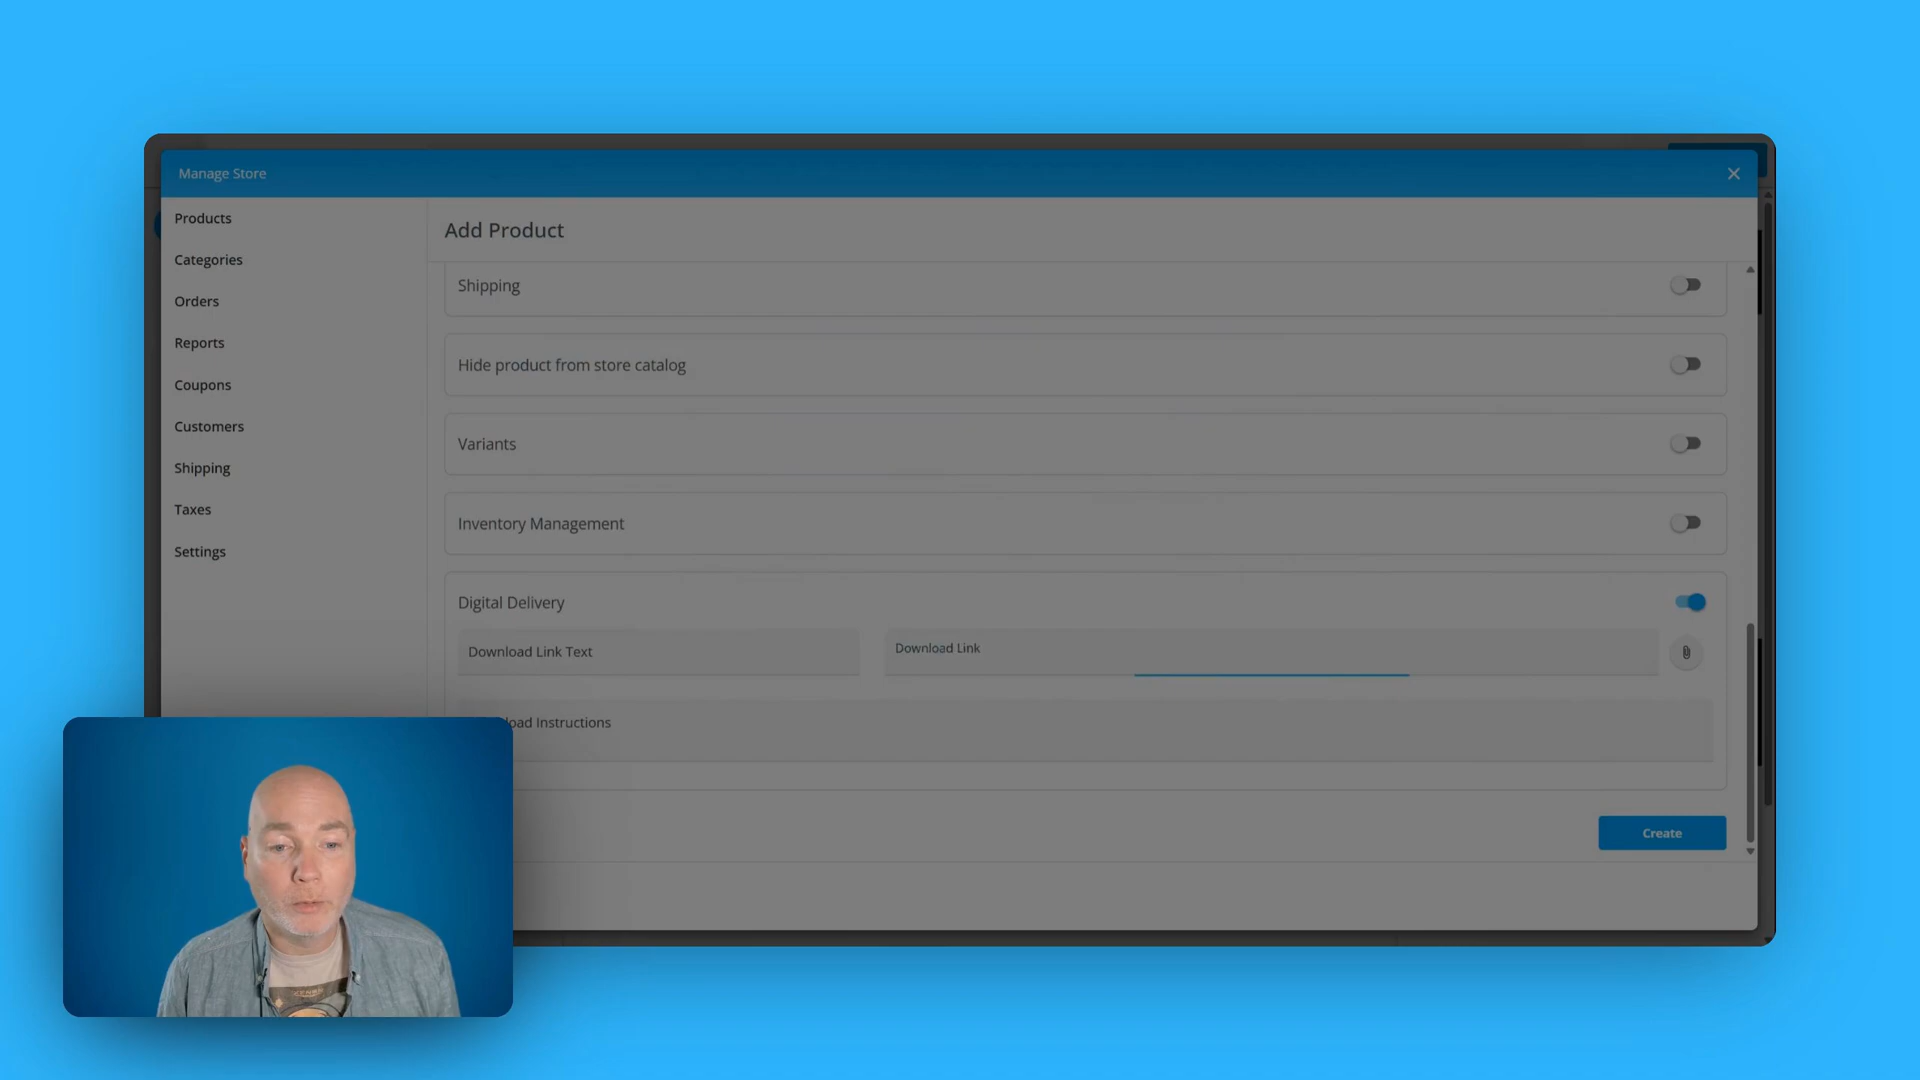 Manage Store
Products
Categories
Orders
Reports
Coupons
Customers
Shipping
Taxes
Settings
Add Product
Shipping
Hide product from store catalog
Variants
Inventory Management
Digital Delivery
Download Link Text
Download Link
load Instructions
Create